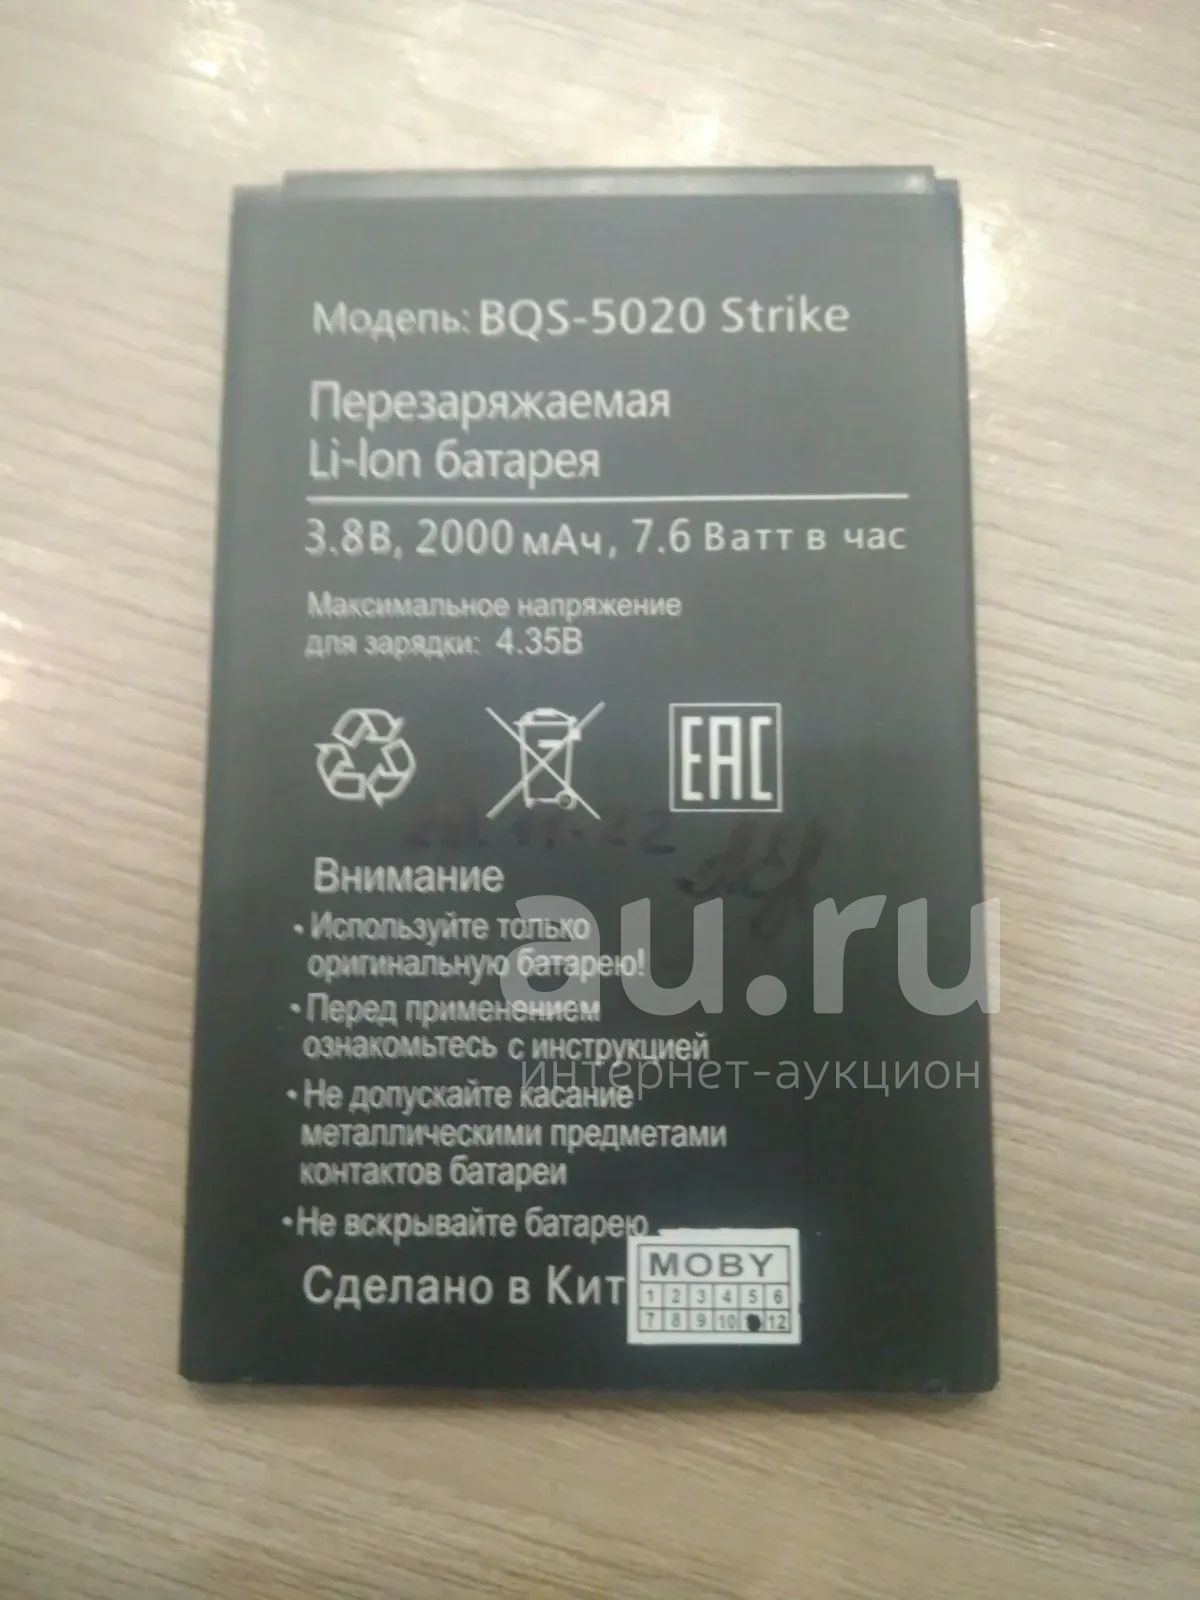 Модель: BQS-5020 Strike
Перезаряжаемая
Li-Ion батарея
3.8В, 2000 мАч, 7.6 Ватт в час
Максимальное напряжение
для зарядки: 4.35В
EAC
29.11.22
Внимание
• Используйте только
оригинальную батарею!
• Перед применением
ознакомьтесь с инструкцией
• Не допускайте касание
металлическими предметами
контактов батареи
• Не вскрывайте батарею
Сделано в Кит
MOBY
1 2 3 4 5 6
7 8 9 10 12
au.ru
интернет-аукцион